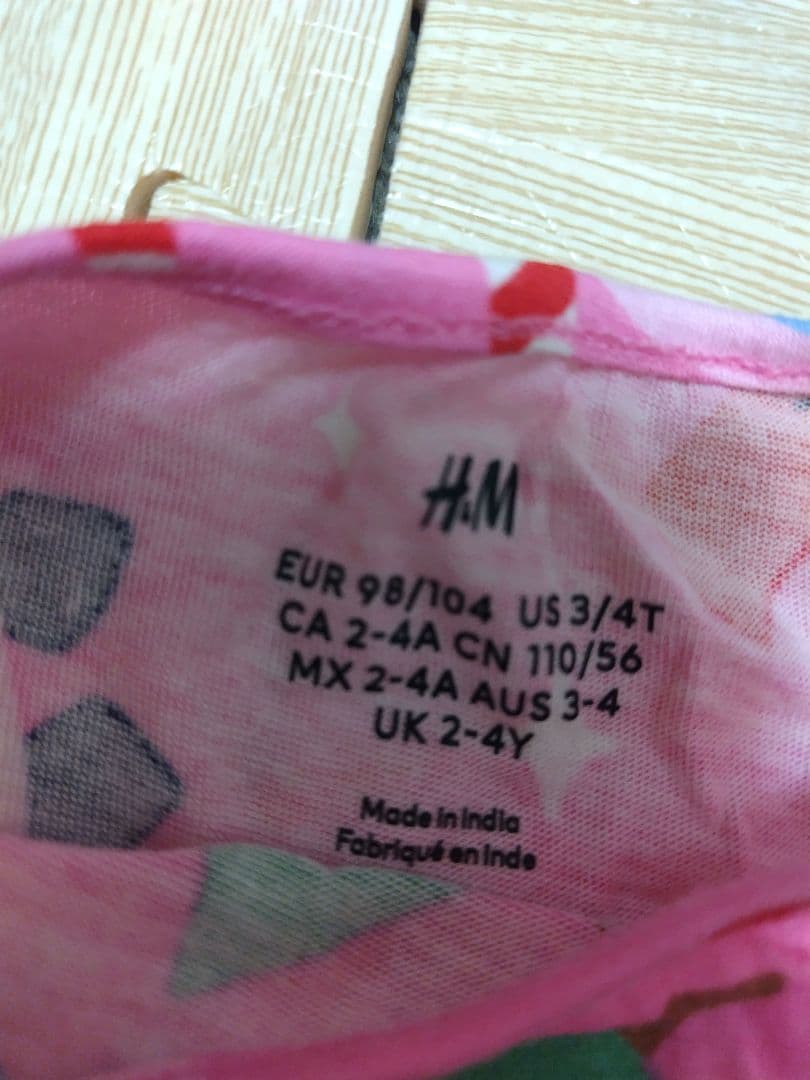 H&M
EUR 98/104 US 3/4T
CA 2-4A CN 110/56
MX 2-4A AUS 3-4
UK 2-4Y
Made in India
Fabriqué en Inde